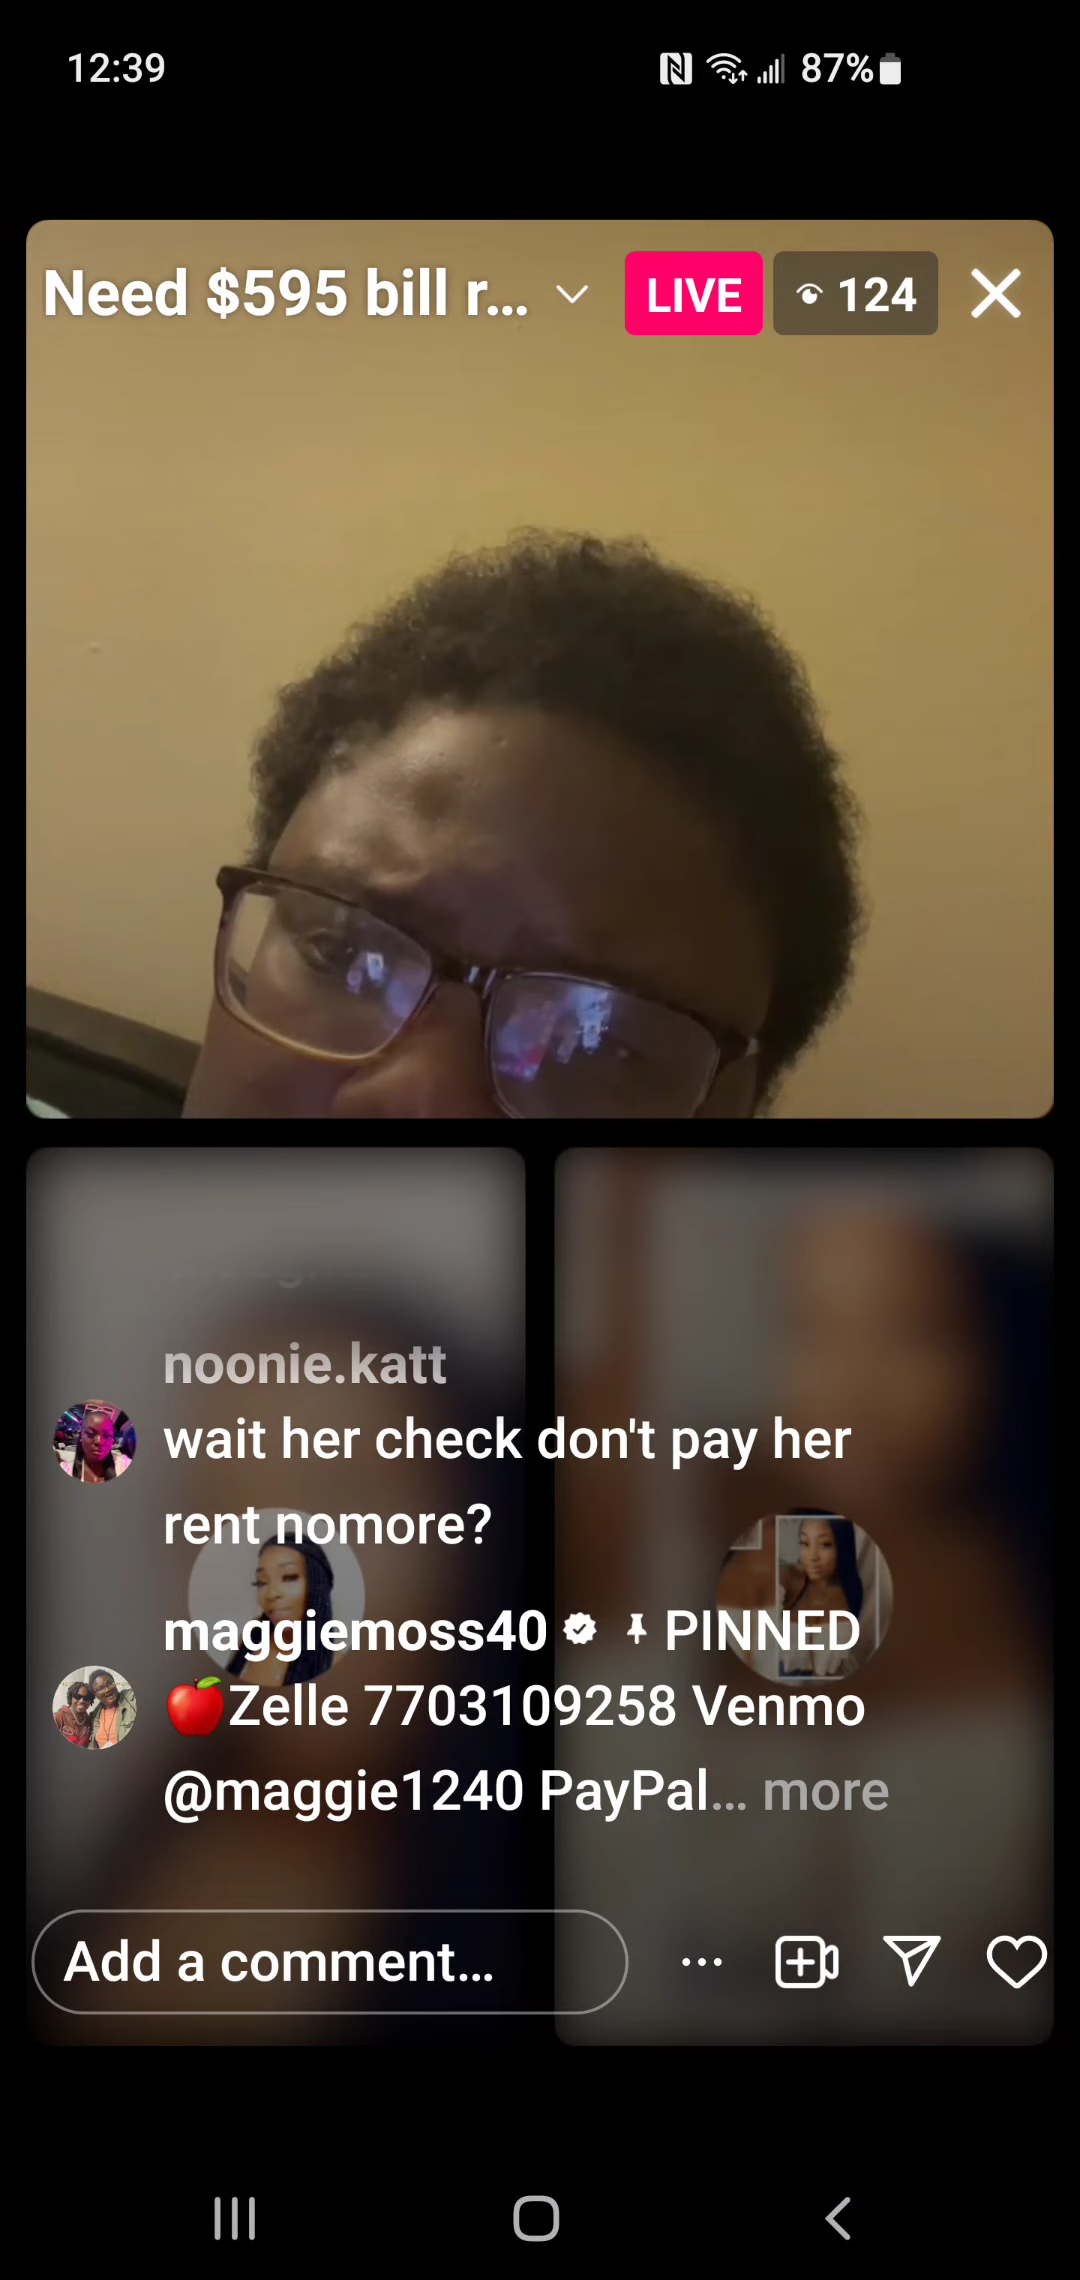 12:39
87%
Need $595 bill r...
LIVE
124
noonie.katt
wait her check don't pay her
rent nomore?
maggiemoss40 PINNED
🍎Zelle 7703109258 Venmo
@maggie1240 PayPal... more
Add a comment...